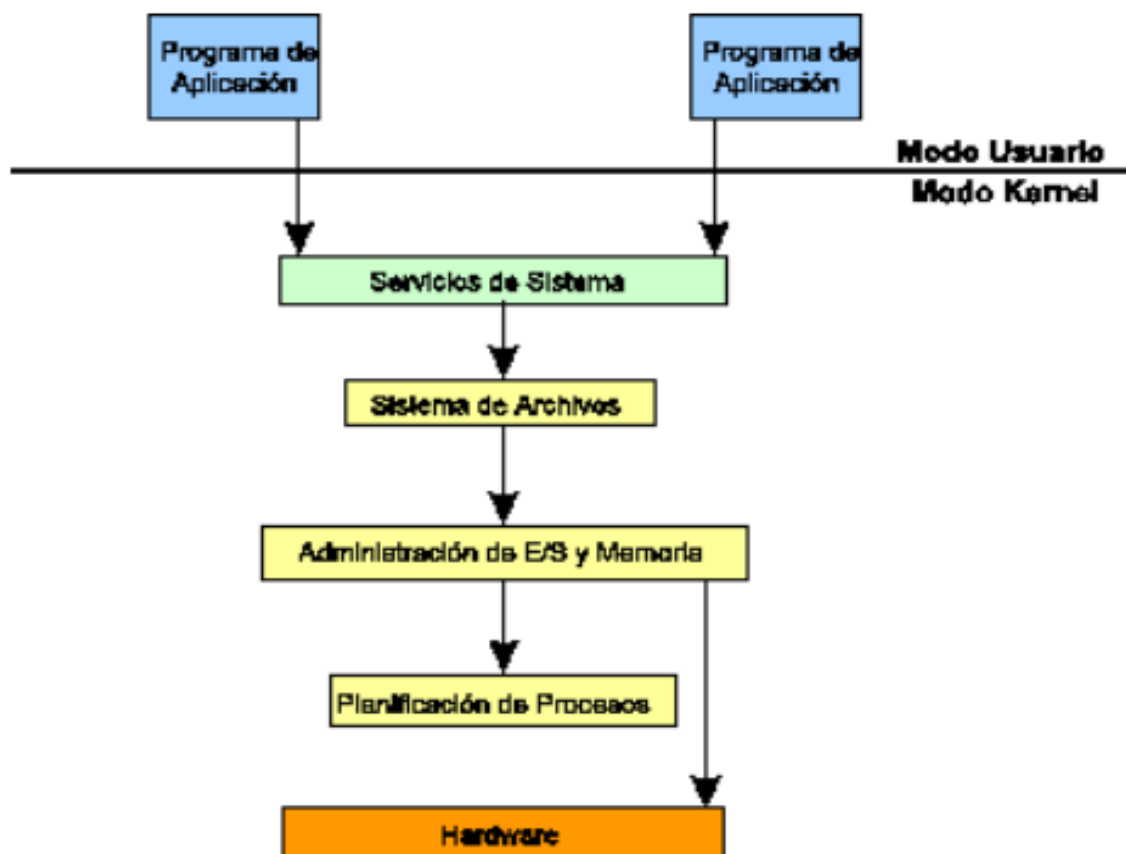 Programa de
Aplicación
Programa de
Aplicación
Modo Usuario
Modo Kernel
Servicios de Sistema
Sistema de Archivos
Administración de E/S y Memoria
Planificación de Procesos
Hardware